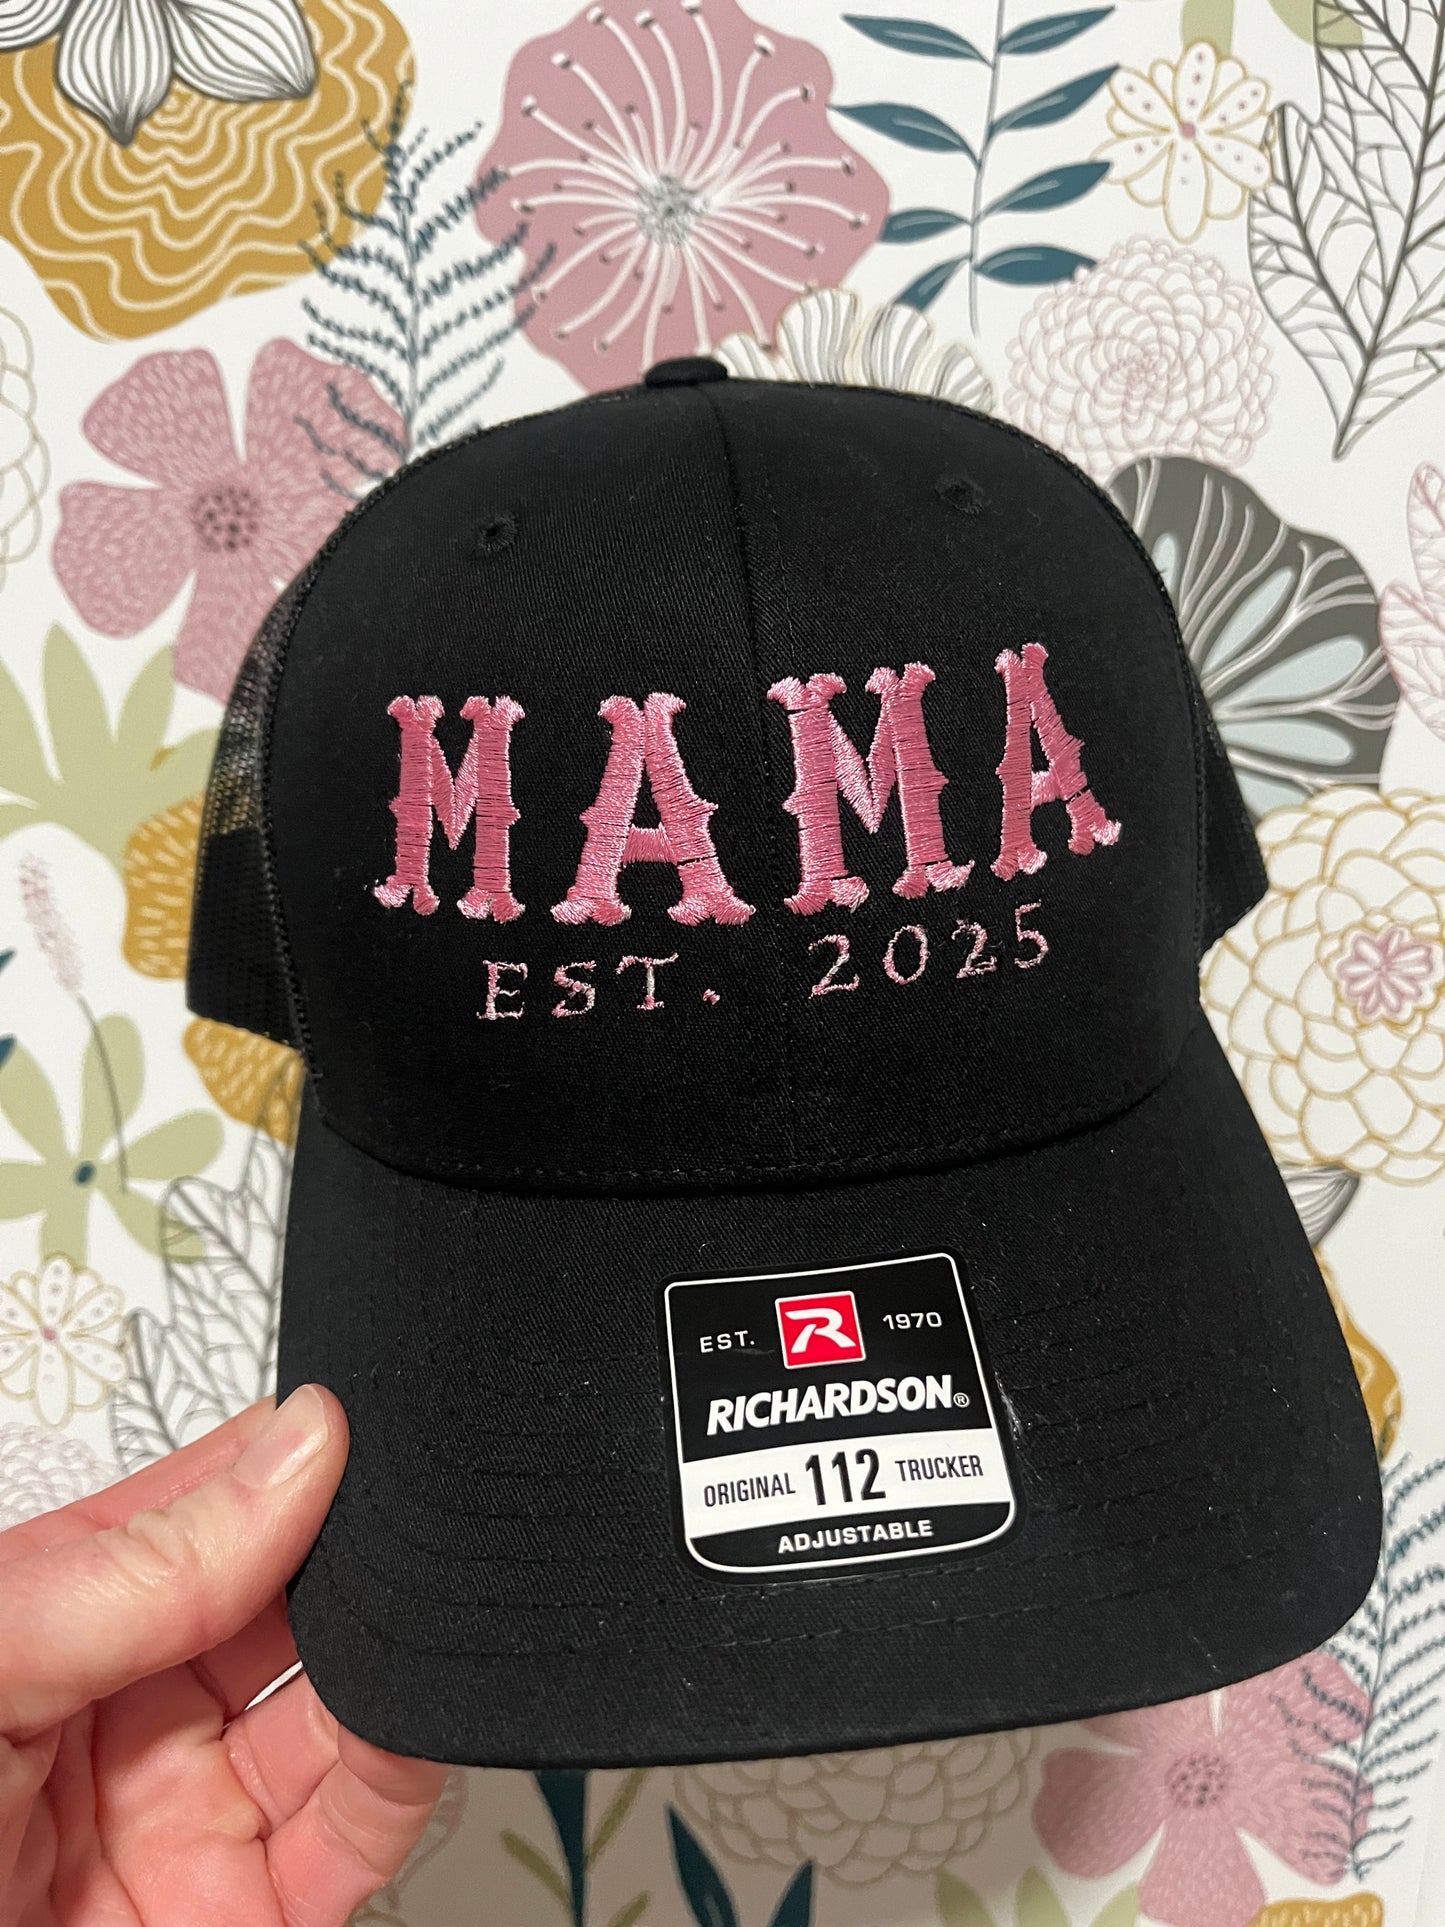 MAMA
EST. 2025
EST. R 1970
RICHARDSON®
ORIGINAL 112 TRUCKER
ADJUSTABLE